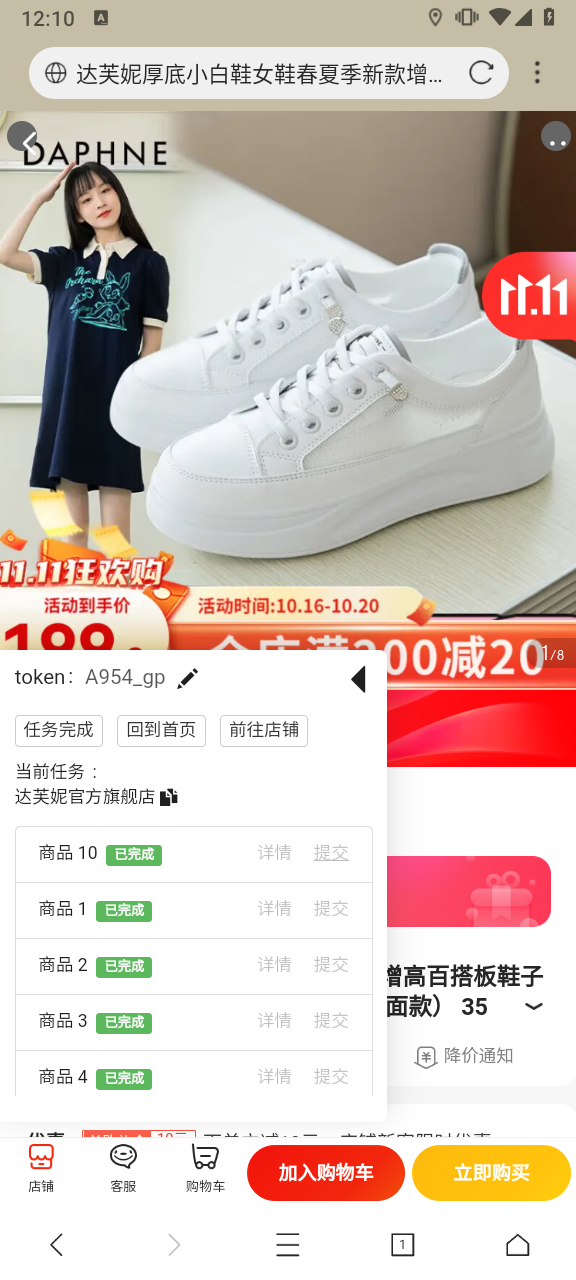 12:10
A
达芙妮厚底小白鞋女鞋春夏季新款增...
DAPHNE
The
Orchard
11.11
11.11狂欢购
活动到手价
活动时间:10.16-10.20
199
全店满200减20
1/8
token： A954_gp
任务完成 回到首页 前往店铺
当前任务 ：
达芙妮官方旗舰店
商品 10 已完成 详情 提交
商品 1 已完成 详情 提交
商品 2 已完成 详情 提交
商品 3 已完成 详情 提交
商品 4 已完成 详情 提交
增高百搭板鞋子
面款） 35
降价通知
店铺 客服 购物车 加入购物车 立即购买
1